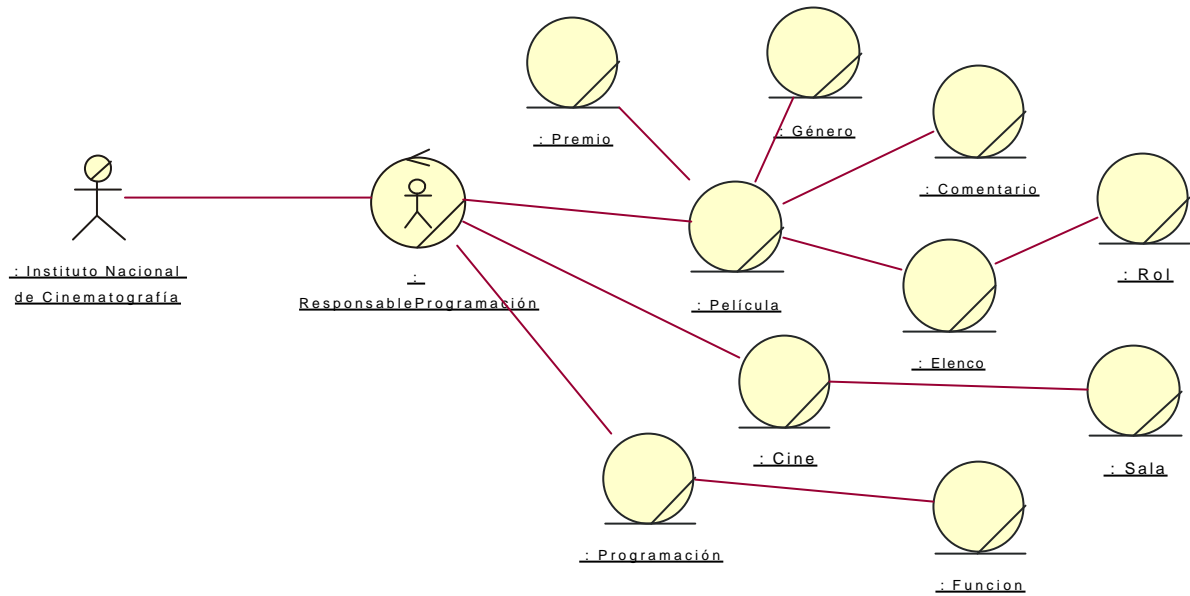 : Premio
: Género
: Comentario
: Rol
: Instituto Nacional
de Cinematografía
:
ResponsableProgramación
: Película
: Elenco
: Cine
: Sala
: Programación
: Funcion